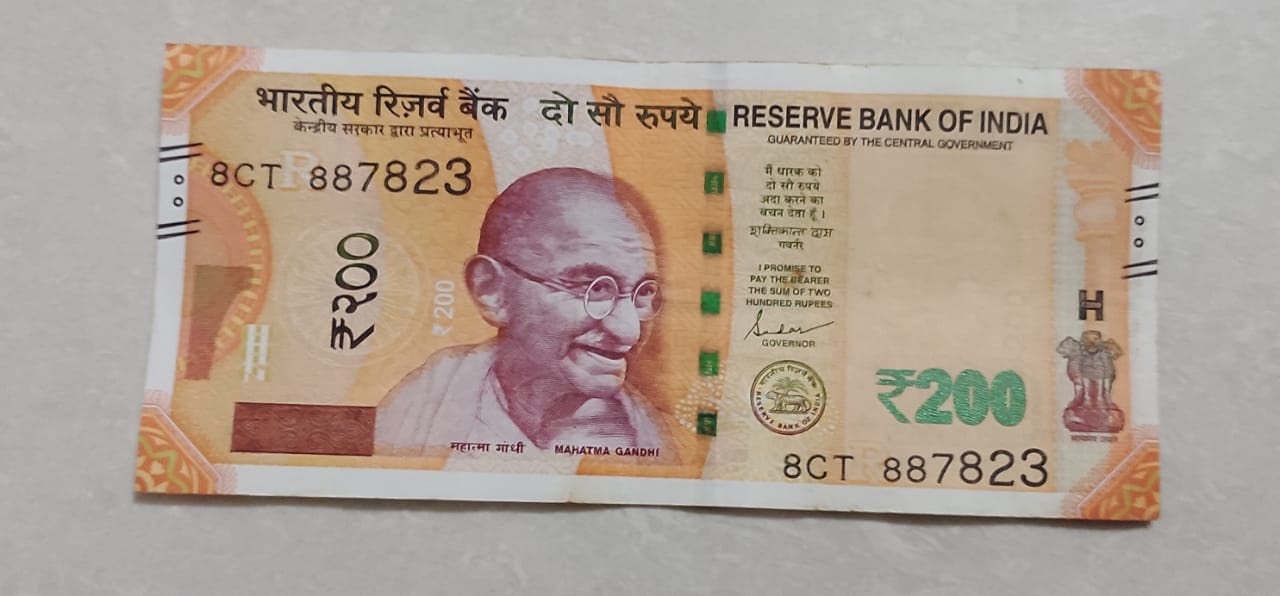 भारतीय रिज़र्व बैंक दो सौ रुपये RESERVE BANK OF INDIA
केन्द्रीय सरकार द्वारा प्रत्याभूत
GUARANTEED BY THE CENTRAL GOVERNMENT
8CT 887823
₹२००
₹200
मैं धारक को
दो सौ रुपये
अदा करने का
वचन देता हूँ।
शक्तिकान्त दास
गवर्नर
I PROMISE TO
PAY THE BEARER
THE SUM OF TWO
HUNDRED RUPEES
GOVERNOR
भारतीय रिज़र्व बैंक
RESERVE BANK OF INDIA
H
₹200
सत्यमेव जयते
महात्मा गांधी MAHATMA GANDHI
8CT 887823